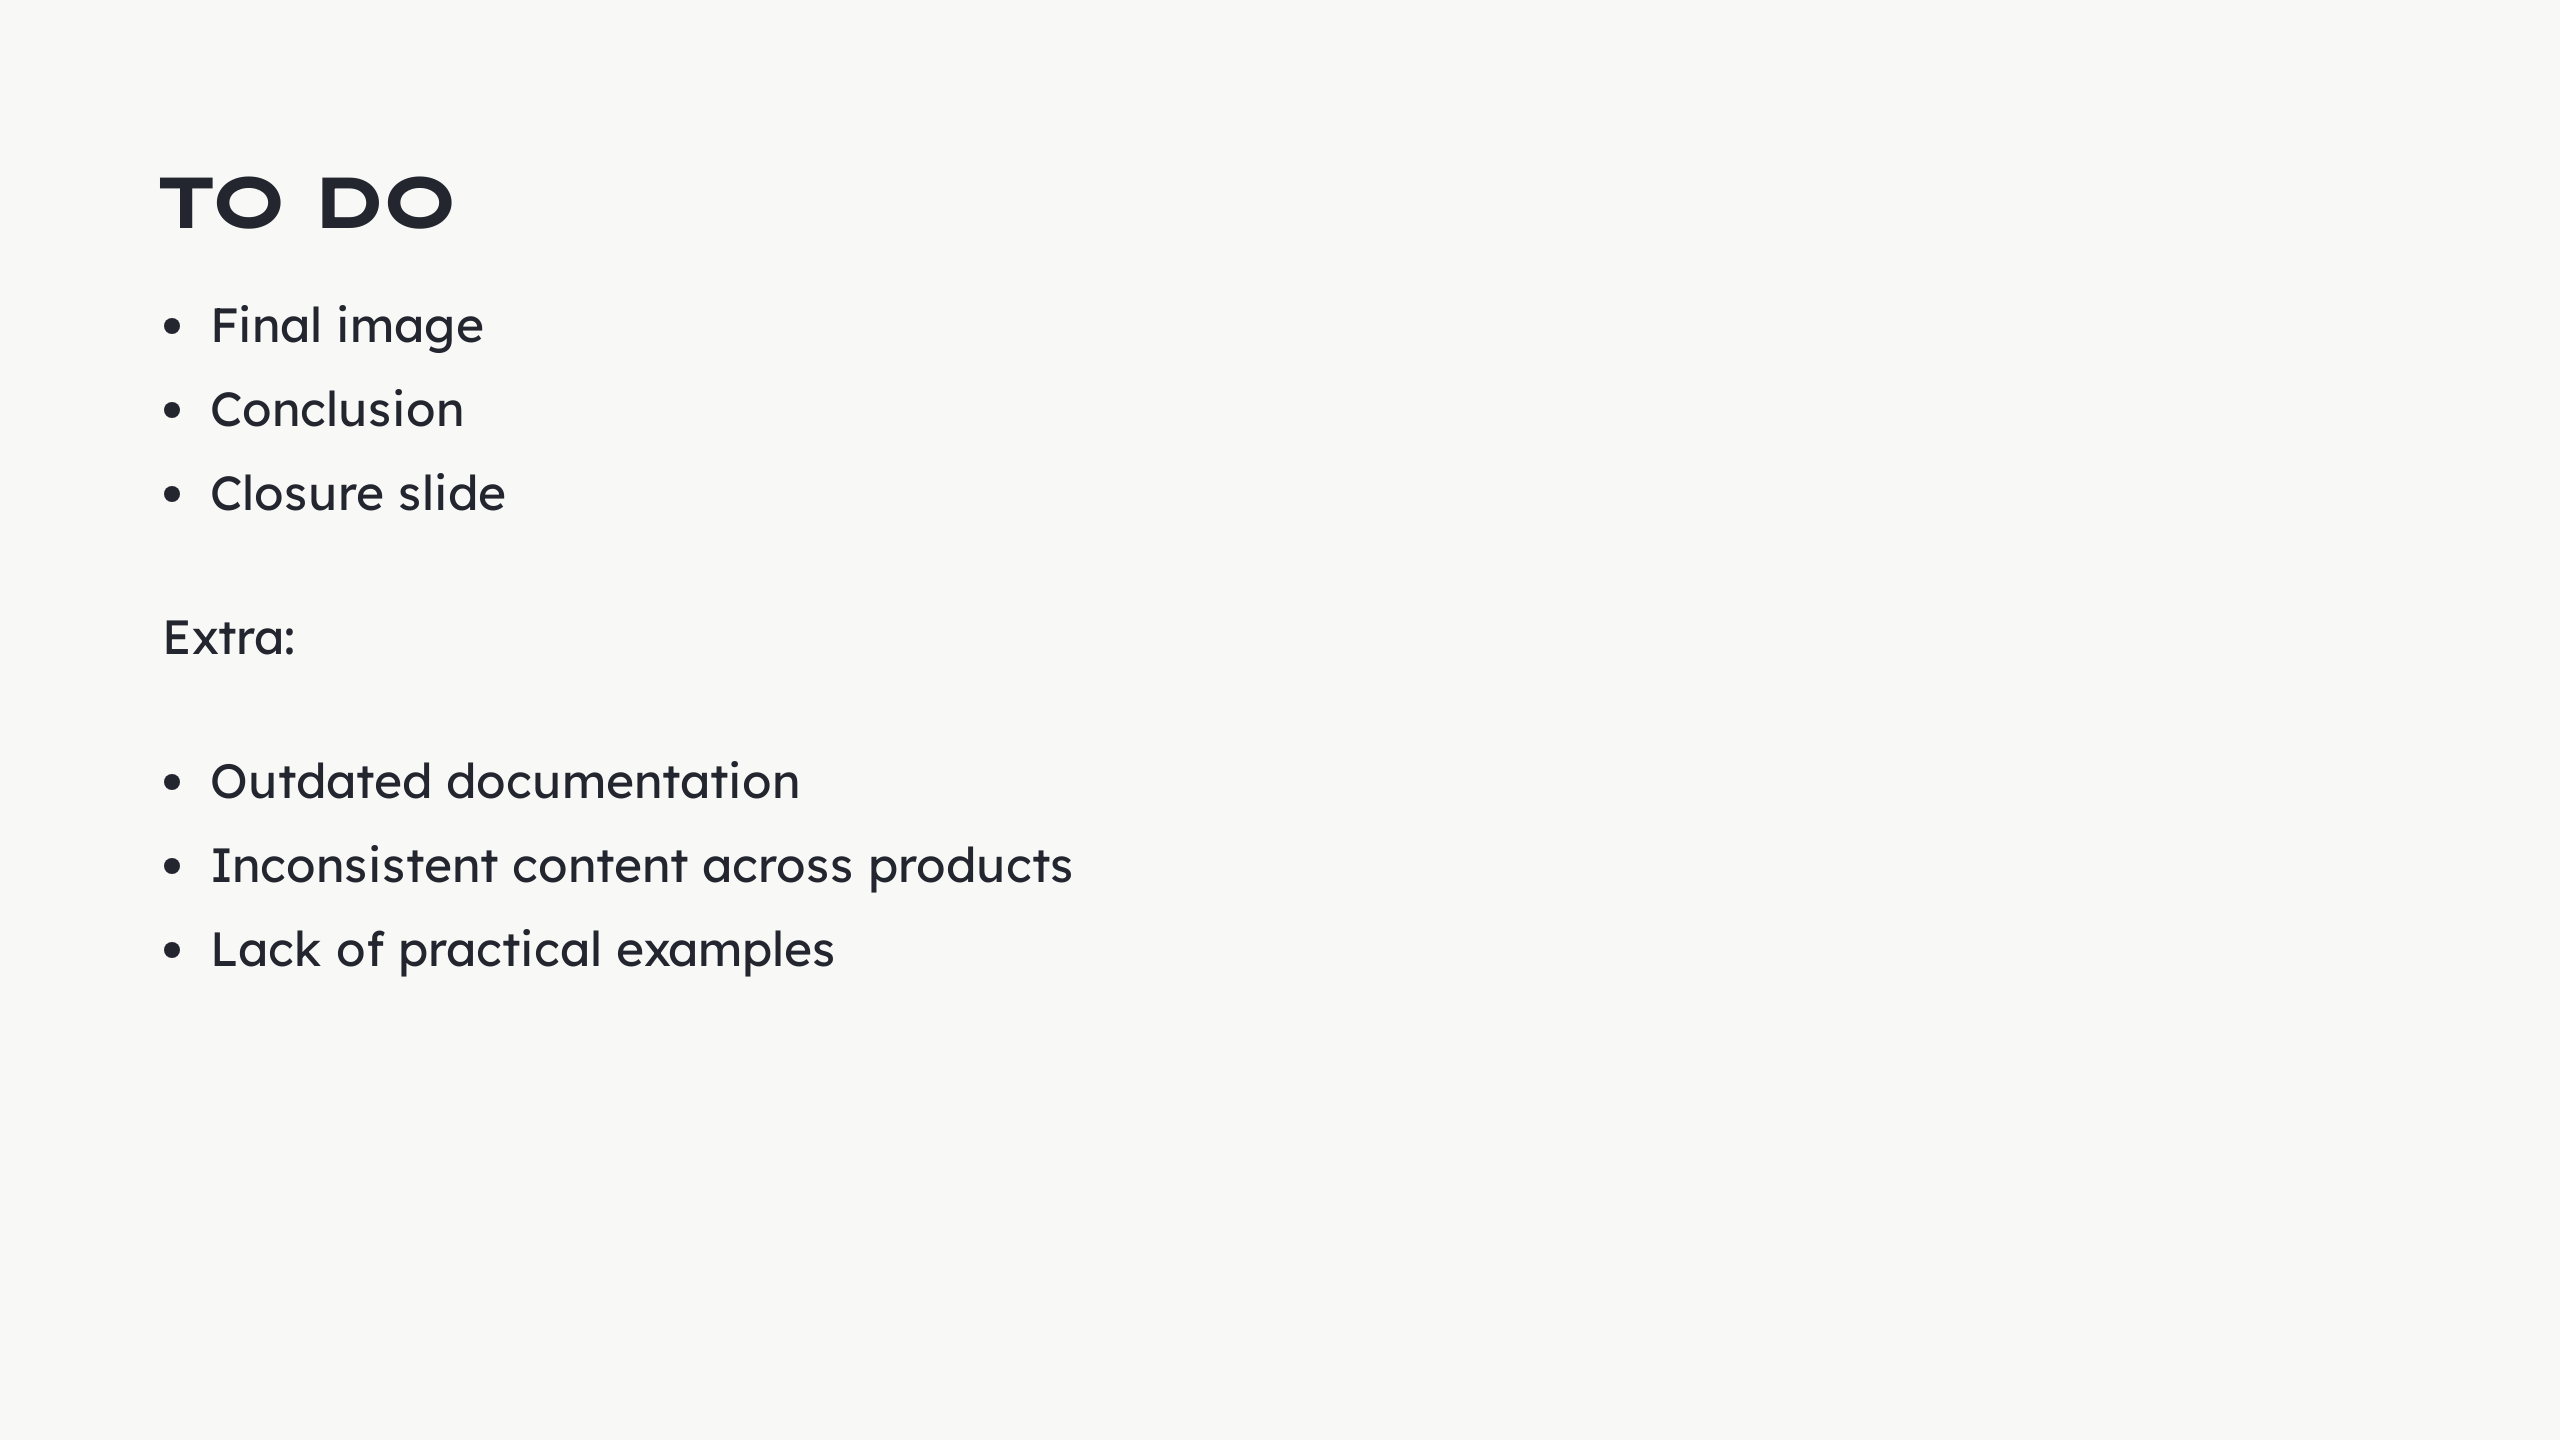 TO DO
• Final image
• Conclusion
• Closure slide
Extra:
• Outdated documentation
• Inconsistent content across products
• Lack of practical examples